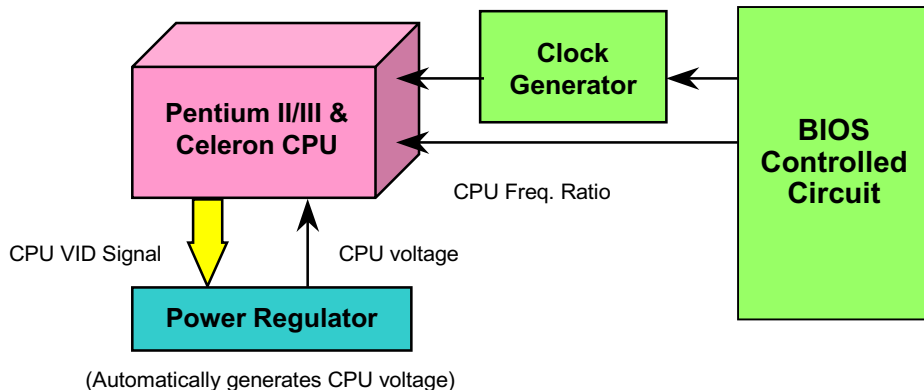 Clock
Generator
Pentium II/III &
Celeron CPU
BIOS
Controlled
Circuit
CPU Freq. Ratio
CPU VID Signal
CPU voltage
Power Regulator
(Automatically generates CPU voltage)